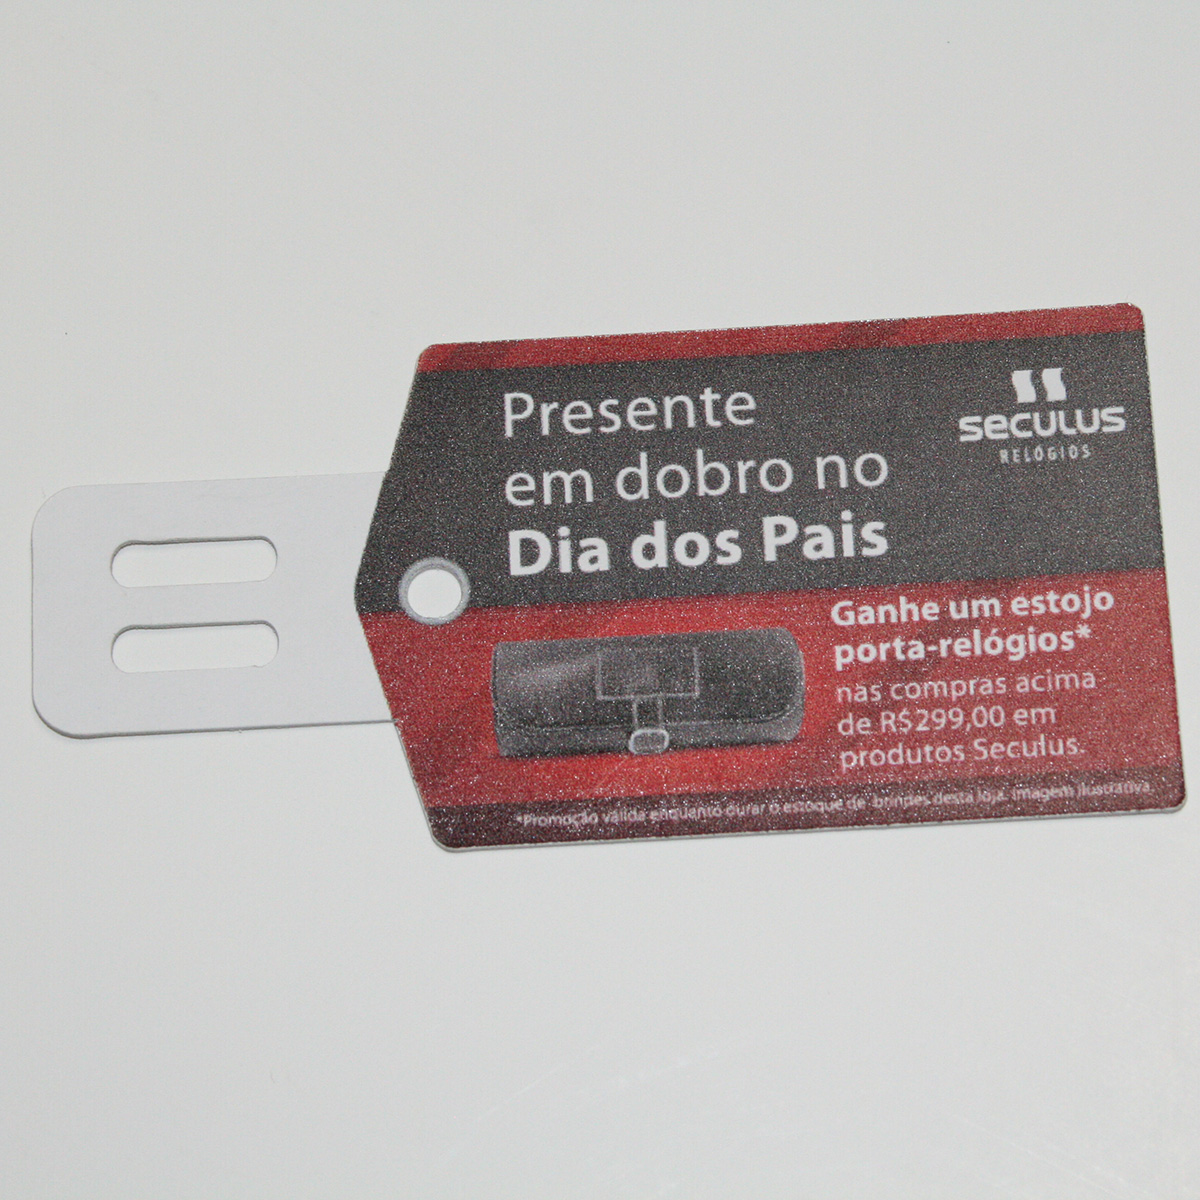 Presente
em dobro no
Dia dos Pais
SECULUS
RELÓGIOS
Ganhe um estojo
porta-relógios*
nas compras acima
de R$299,00 em
produtos Seculus.
*Promoção válida enquanto durar o estoque de brindes desta loja. Imagem ilustrativa.